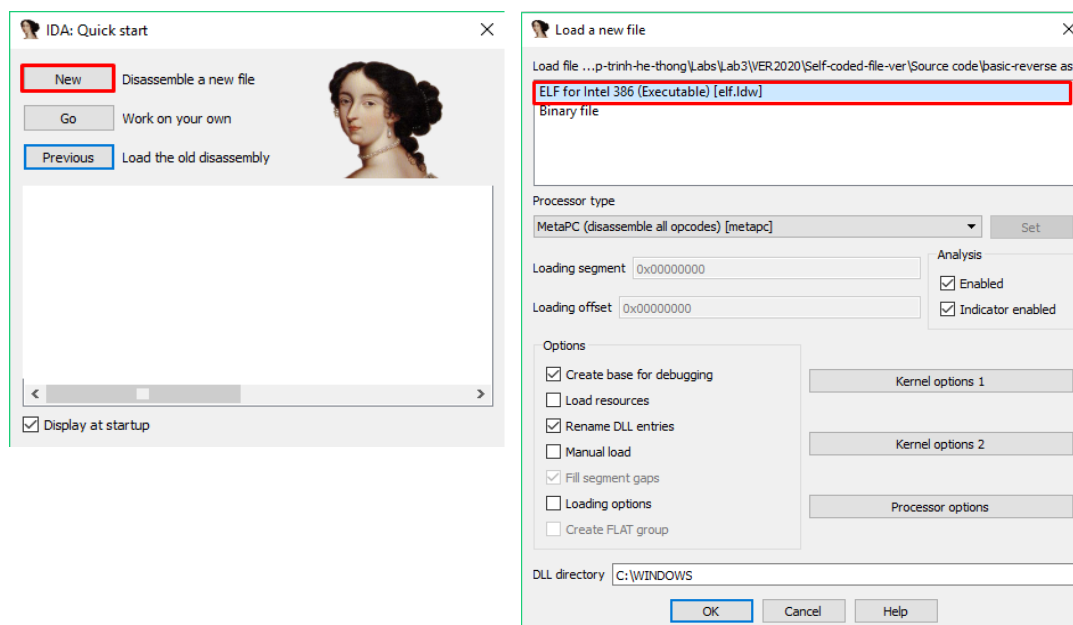 IDA: Quick start
New Disassemble a new file
Go Work on your own
Previous Load the old disassembly
Display at startup
Load a new file
Load file ...p-trinh-he-thong\Labs\Lab3\VER2020\Self-coded-file-ver\Source code\basic-reverse as
ELF for Intel 386 (Executable) [elf.ldw]
Binary file
Processor type
MetaPC (disassemble all opcodes) [metapc] Set
Loading segment 0x00000000
Loading offset 0x00000000
Analysis
Enabled
Indicator enabled
Options
Create base for debugging
Load resources
Rename DLL entries
Manual load
Fill segment gaps
Loading options
Create FLAT group
Kernel options 1
Kernel options 2
Processor options
DLL directory C:\WINDOWS
OK Cancel Help